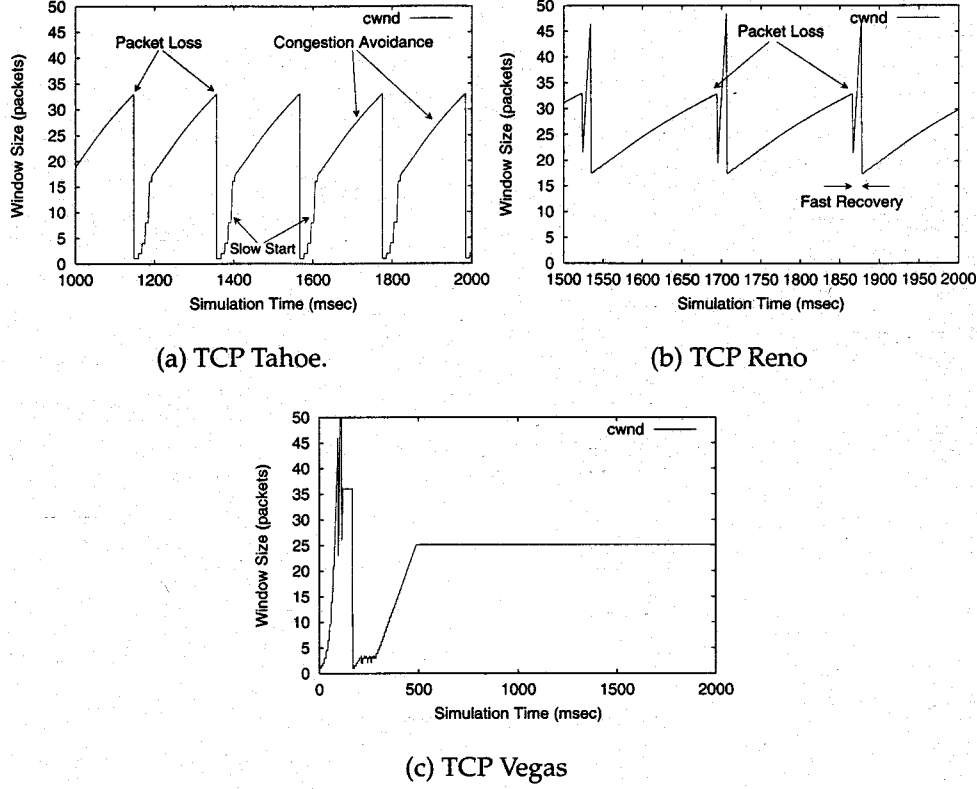 50
45
40
35
30
25
20
15
10
5
0
Window Size (packets)
cwnd
Packet Loss
Congestion Avoidance
Slow Start
1000 1200 1400 1600 1800 2000
Simulation Time (msec)
(a) TCP Tahoe.
50
45
40
35
30
25
20
15
10
5
0
Window Size (packets)
cwnd
Packet Loss
Fast Recovery
1500 1550 1600 1650 1700 1750 1800 1850 1900 1950 2000
Simulation Time (msec)
(b) TCP Reno
50
45
40
35
30
25
20
15
10
5
0
Window Size (packets)
cwnd
0 500 1000 1500 2000
Simulation Time (msec)
(c) TCP Vegas